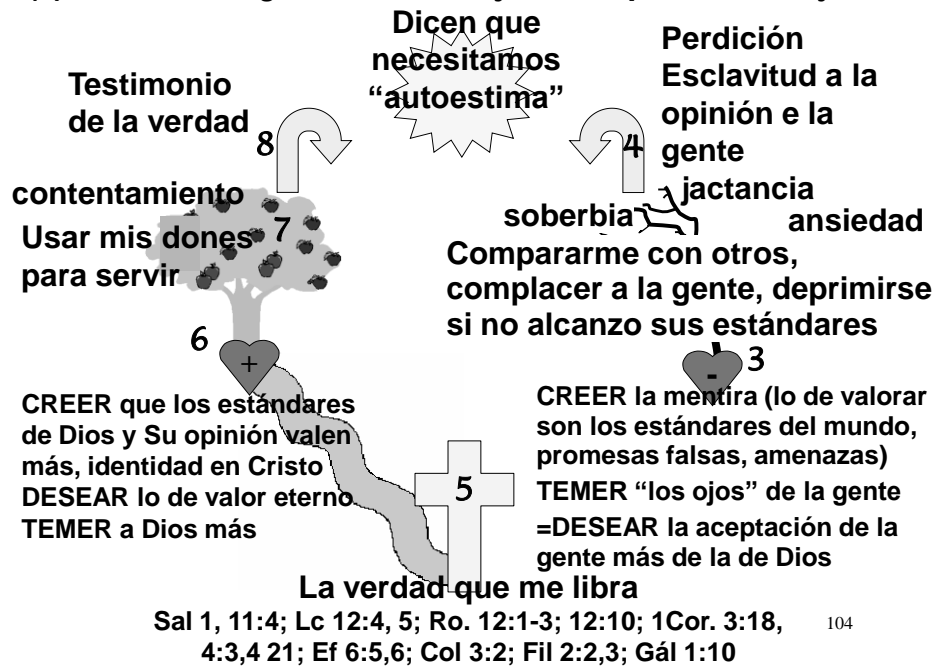 Dicen que
necesitamos
“autoestima”
Perdición
Esclavitud a la
opinión e la
gente
jactancia
soberbia
ansiedad
4
Testimonio
de la verdad
8
contentamiento
Usar mis dones
para servir
7
Compararme con otros,
complacer a la gente, deprimirse
si no alcanzo sus estándares
6
+
3
-
CREER que los estándares
de Dios y Su opinión valen
más, identidad en Cristo
DESEAR lo de valor eterno
TEMER a Dios más
CREER la mentira (lo de valorar
son los estándares del mundo,
promesas falsas, amenazas)
TEMER “los ojos” de la gente
=DESEAR la aceptación de la
gente más de la de Dios
5
La verdad que me libra
Sal 1, 11:4; Lc 12:4, 5; Ro. 12:1-3; 12:10; 1Cor. 3:18,
4:3,4 21; Ef 6:5,6; Col 3:2; Fil 2:2,3; Gál 1:10
104